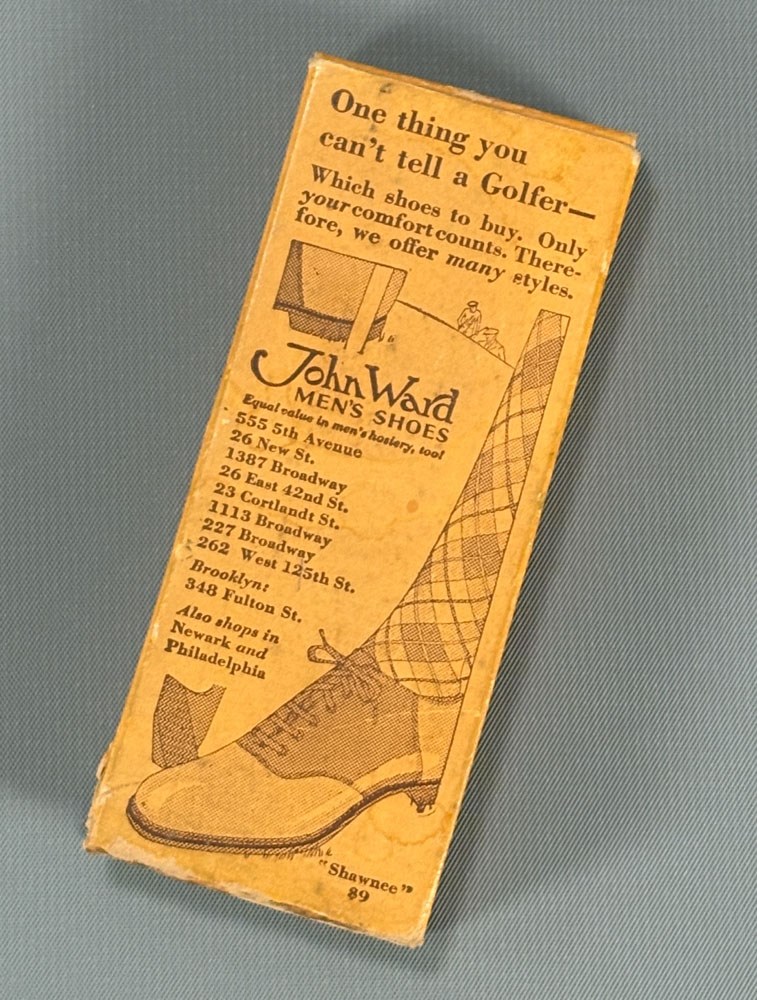 One thing you
can't tell a Golfer—
Which shoes to buy. Only
your comfort counts. There-
fore, we offer many styles.
John Ward
MEN'S SHOES
Equal value in men's hosiery, too!
555 5th Avenue
26 New St.
1387 Broadway
26 East 42nd St.
23 Cortlandt St.
1113 Broadway
227 Broadway
262 West 125th St.
Brooklyn:
348 Fulton St.
Also shops in
Newark and
Philadelphia
"Shawnee"
89